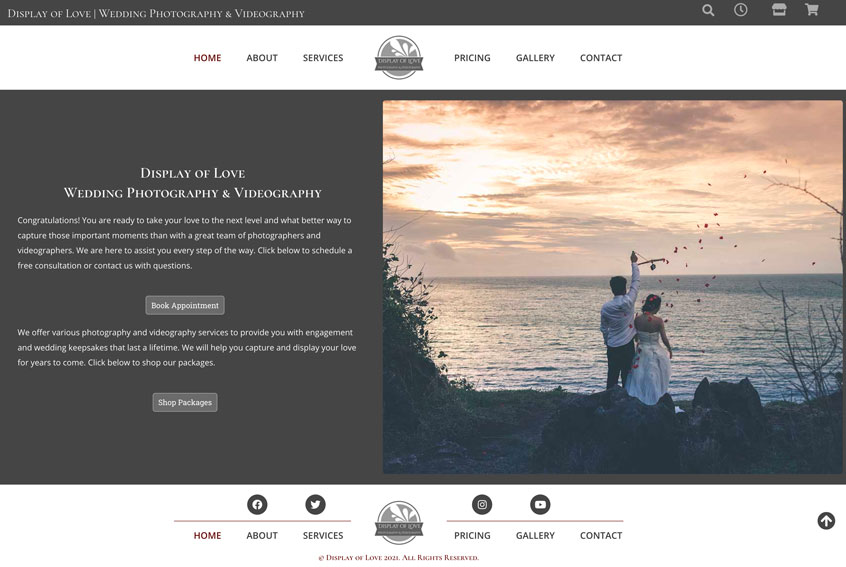 Display of Love | Wedding Photography & Videography
HOME ABOUT SERVICES DISPLAY OF LOVE PRICING GALLERY CONTACT
Display of Love
Wedding Photography & Videography
Congratulations! You are ready to take your love to the next level and what better way to
capture those important moments than with a great team of photographers and
videographers. We are here to assist you every step of the way. Click below to schedule a
free consultation or contact us with questions.
Book Appointment
We offer various photography and videography services to provide you with engagement
and wedding keepsakes that last a lifetime. We will help you capture and display your love
for years to come. Click below to shop our packages.
Shop Packages
HOME ABOUT SERVICES DISPLAY OF LOVE PRICING GALLERY CONTACT
© Display of Love 2021. All Rights Reserved.